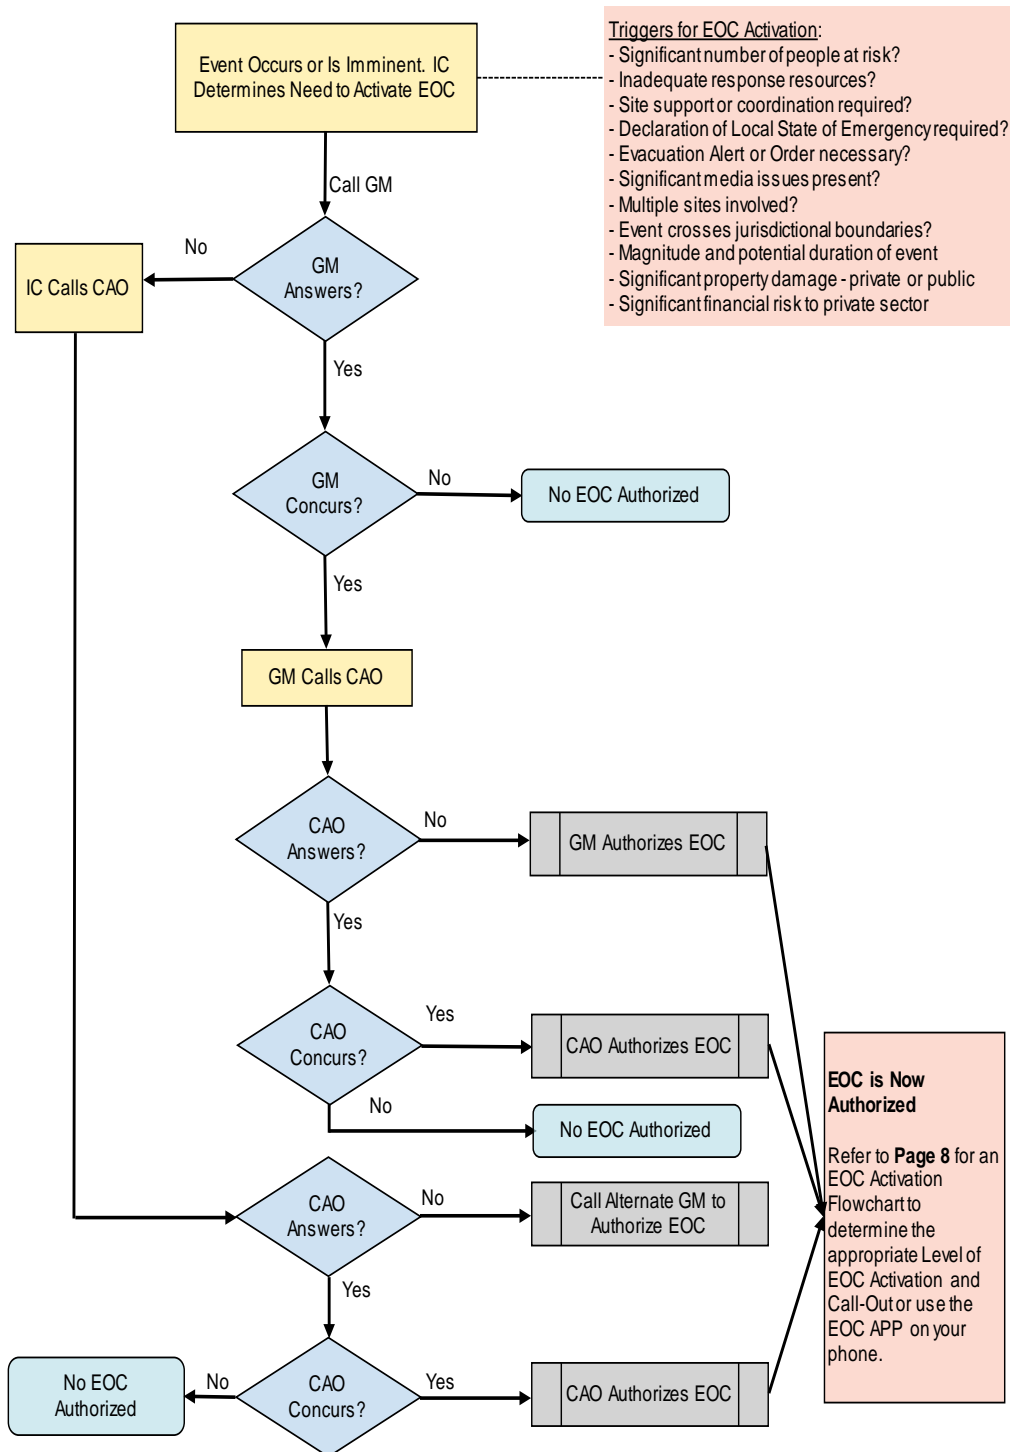 Event Occurs or Is Imminent. IC
Determines Need to Activate EOC
Triggers for EOC Activation:
- Significant number of people at risk?
- Inadequate response resources?
- Site support or coordination required?
- Declaration of Local State of Emergency required?
- Evacuation Alert or Order necessary?
- Significant media issues present?
- Multiple sites involved?
- Event crosses jurisdictional boundaries?
- Magnitude and potential duration of event
- Significant property damage - private or public
- Significant financial risk to private sector
Call GM
GM
Answers?
No
IC Calls CAO
Yes
GM
Concurs?
No
No EOC Authorized
Yes
GM Calls CAO
CAO
Answers?
No
GM Authorizes EOC
Yes
CAO
Concurs?
Yes
CAO Authorizes EOC
No
No EOC Authorized
EOC is Now
Authorized
Refer to Page 8 for an
EOC Activation
Flowchart to
determine the
appropriate Level of
EOC Activation and
Call-Out or use the
EOC APP on your
phone.
CAO
Answers?
No
Call Alternate GM to
Authorize EOC
Yes
CAO
Concurs?
No
No EOC
Authorized
Yes
CAO Authorizes EOC